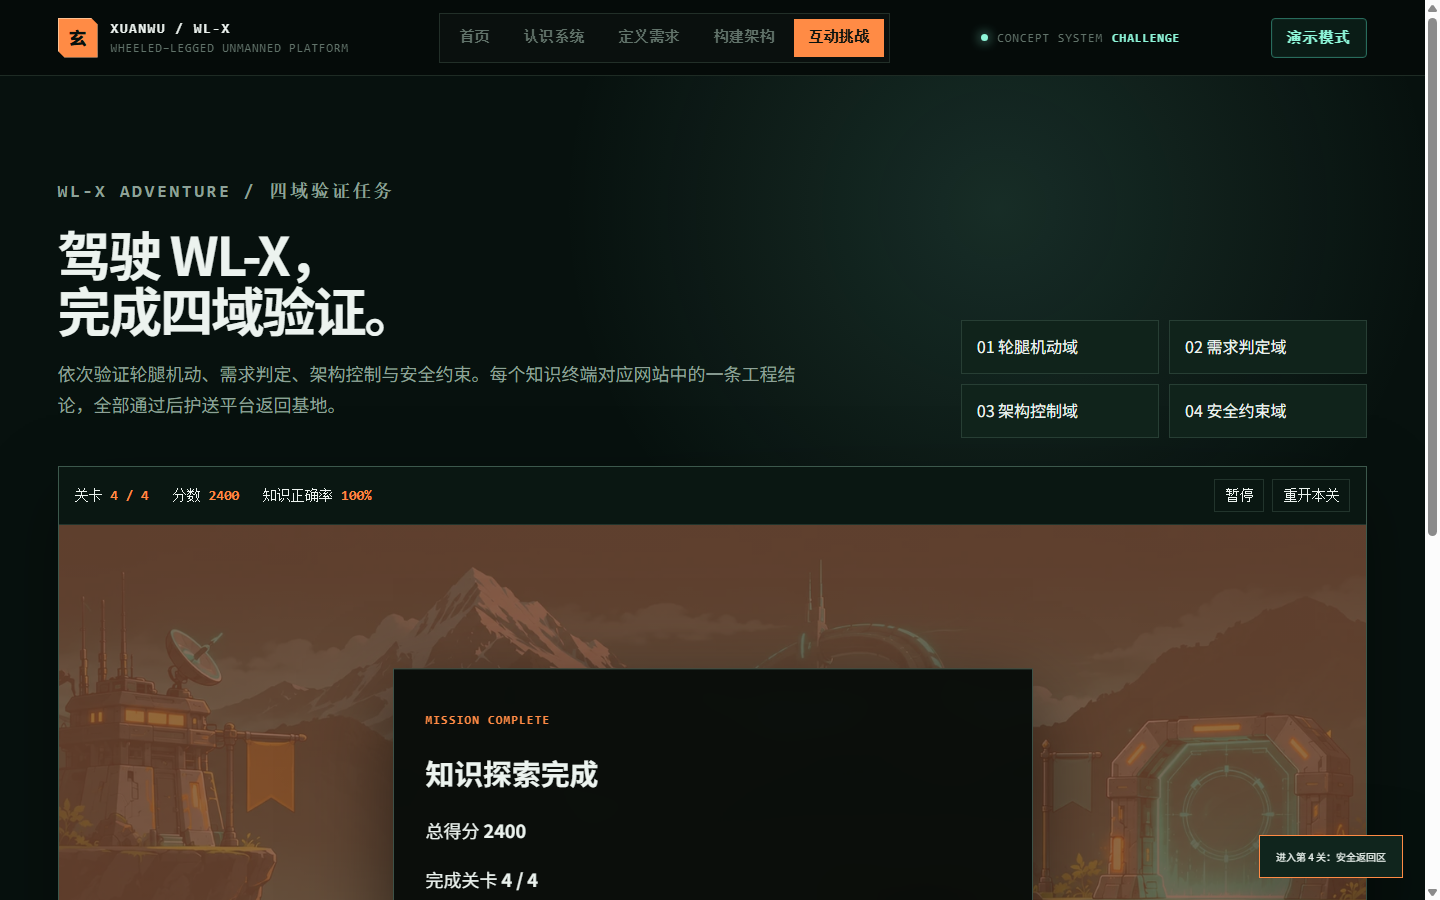 玄
XUANWU / WL-X
WHEELED-LEGGED UNMANNED PLATFORM
首页 认识系统 定义需求 构建架构 互动挑战
CONCEPT SYSTEM CHALLENGE
演示模式
WL-X ADVENTURE / 四域验证任务
驾驶 WL-X，
完成四域验证。
依次验证轮腿机动、需求判定、架构控制与安全约束。每个知识终端对应网站中的一条工程结
论，全部通过后护送平台返回基地。
01 轮腿机动域 02 需求判定域
03 架构控制域 04 安全约束域
关卡 4 / 4 分数 2400 知识正确率 100%
暂停 重开本关
MISSION COMPLETE
知识探索完成
总得分 2400
完成关卡 4 / 4
进入第 4 关：安全返回区